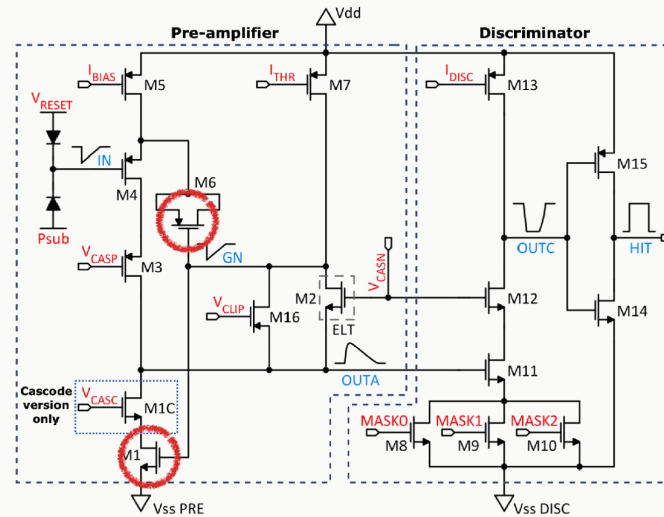 Vdd
Pre-amplifier
Discriminator
IBIAS
M5
ITHR
M7
IDISC
M13
VRESET
IN
M4
M6
M15
Psub
GN
VCASN
OUTC
HIT
VCASP
M3
M2
M12
M14
VCLIP
M16
ELT
OUTA
M11
Cascode
version
only
VCASC
M1C
MASK0
MASK1
MASK2
M8
M9
M10
M1
Vss PRE
Vss DISC